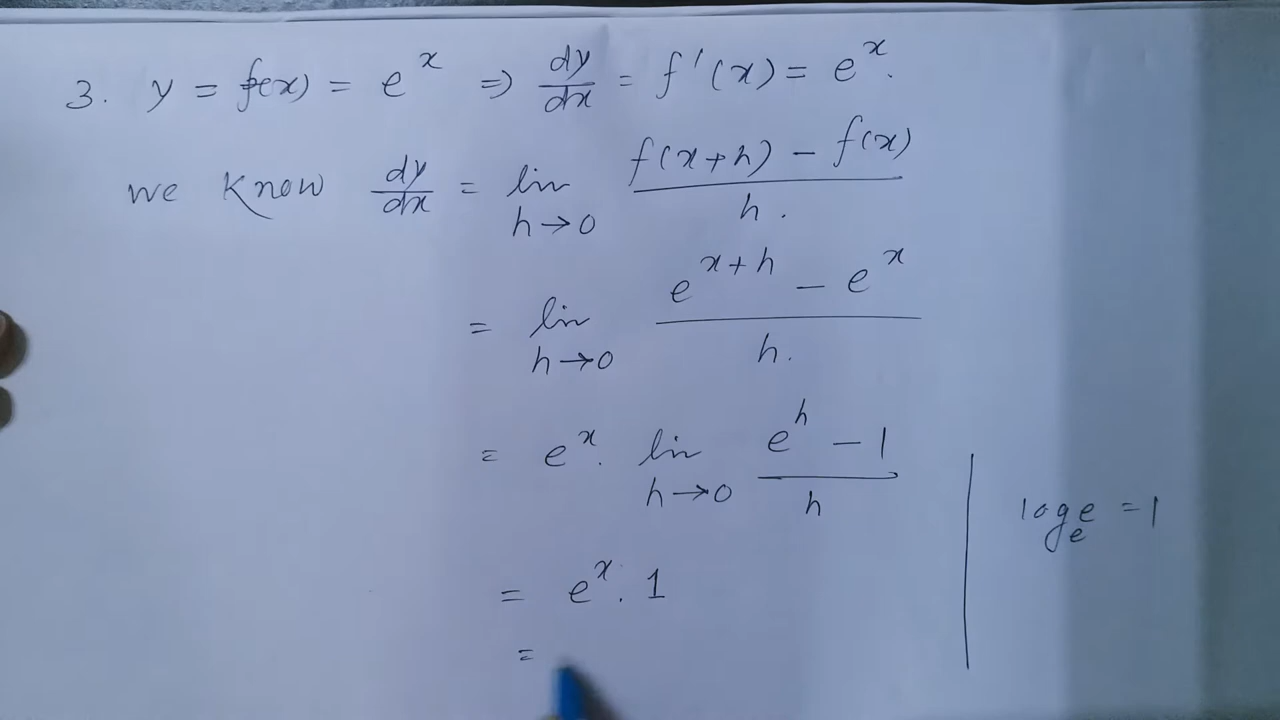 3. y = f(x) = e^x ⇒ dy/dx = f'(x) = e^x.
we know dy/dx = lim h→0 f(x+h) - f(x) / h.
= lim h→0 e^(x+h) - e^x / h.
= e^x. lim h→0 e^h - 1 / h
log_e e = 1
= e^x. 1
=